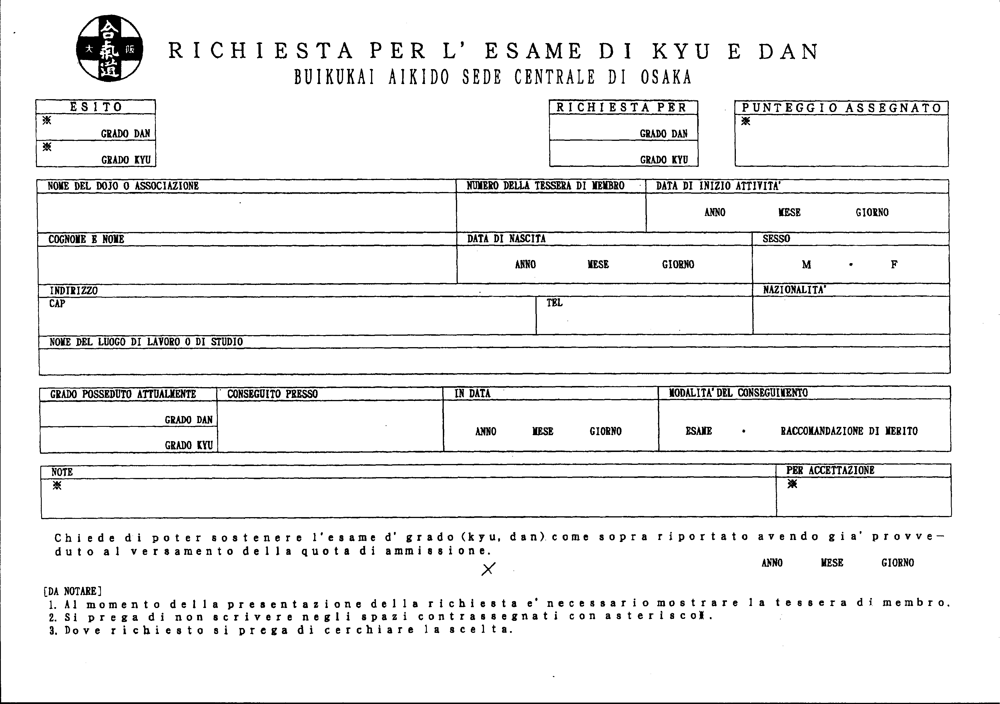 合氣道
大 阪
RICHIESTA PER L' ESAME DI KYU E DAN
BUIKUKAI AIKIDO SEDE CENTRALE DI OSAKA
ESITO
※
GRADO DAN
※
GRADO KYU
RICHIESTA PER
GRADO DAN
GRADO KYU
PUNTEGGIO ASSEGNATO
※
NOME DEL DOJO O ASSOCIAZIONE
NUMERO DELLA TESSERA DI MEMBRO
DATA DI INIZIO ATTIVITA'
ANNO MESE GIORNO
COGNOME E NOME
DATA DI NASCITA
SESSO
ANNO MESE GIORNO
M ・ F
INDIRIZZO
NAZIONALITA'
CAP
TEL
NOME DEL LUOGO DI LAVORO O DI STUDIO
GRADO POSSEDUTO ATTUALMENTE
CONSEGUITO PRESSO
IN DATA
MODALITA' DEL CONSEGUIMENTO
GRADO DAN
GRADO KYU
ANNO MESE GIORNO
ESAME ・ RACCOMANDAZIONE DI MERITO
NOTE
PER ACCETTAZIONE
※
※
Chiede di poter sostenere l'esame d' grado (kyu, dan) come sopra riportato avendo gia' provve-
duto al versamento della quota di ammissione.
ANNO MESE GIORNO
X
[DA NOTARE]
1. Al momento della presentazione della richiesta e' necessario mostrare la tessera di membro.
2. Si prega di non scrivere negli spazi contrassegnati con asterisco※.
3. Dove richiesto si prega di cerchiare la scelta.